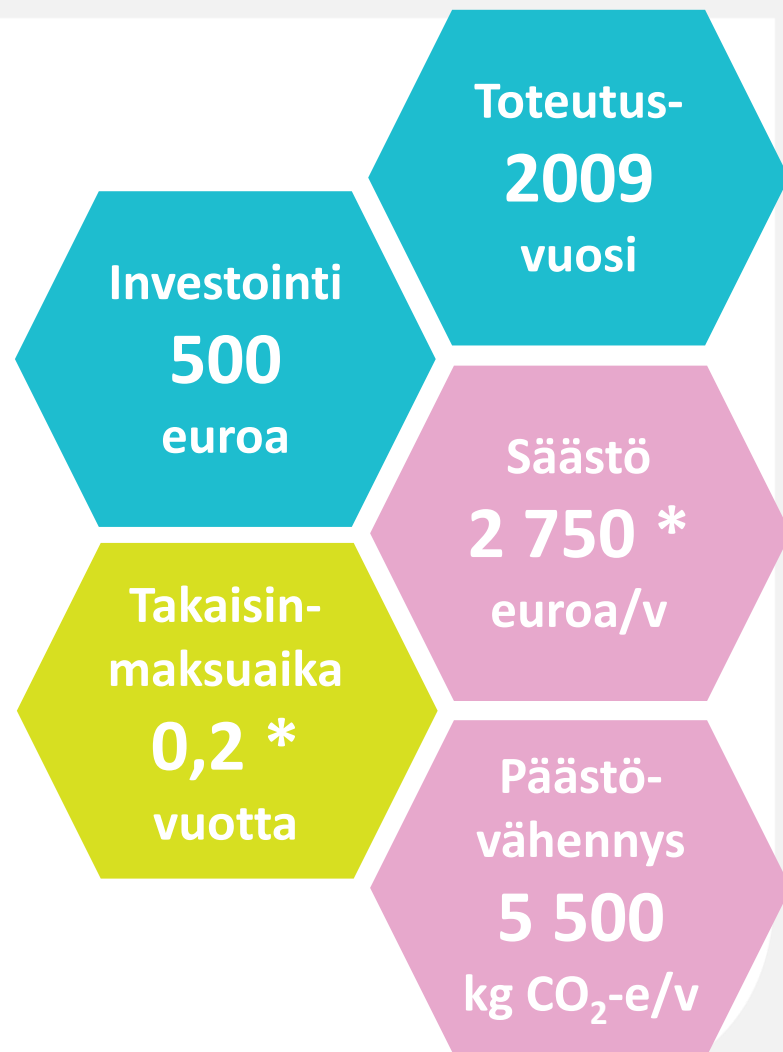 Toteutus-
2009
vuosi
Investointi
500
euroa
Säästö
2 750 *
euroa/v
Takaisin-
maksuaika
0,2 *
vuotta
Päästö-
vähennys
5 500
kg CO₂-e/v